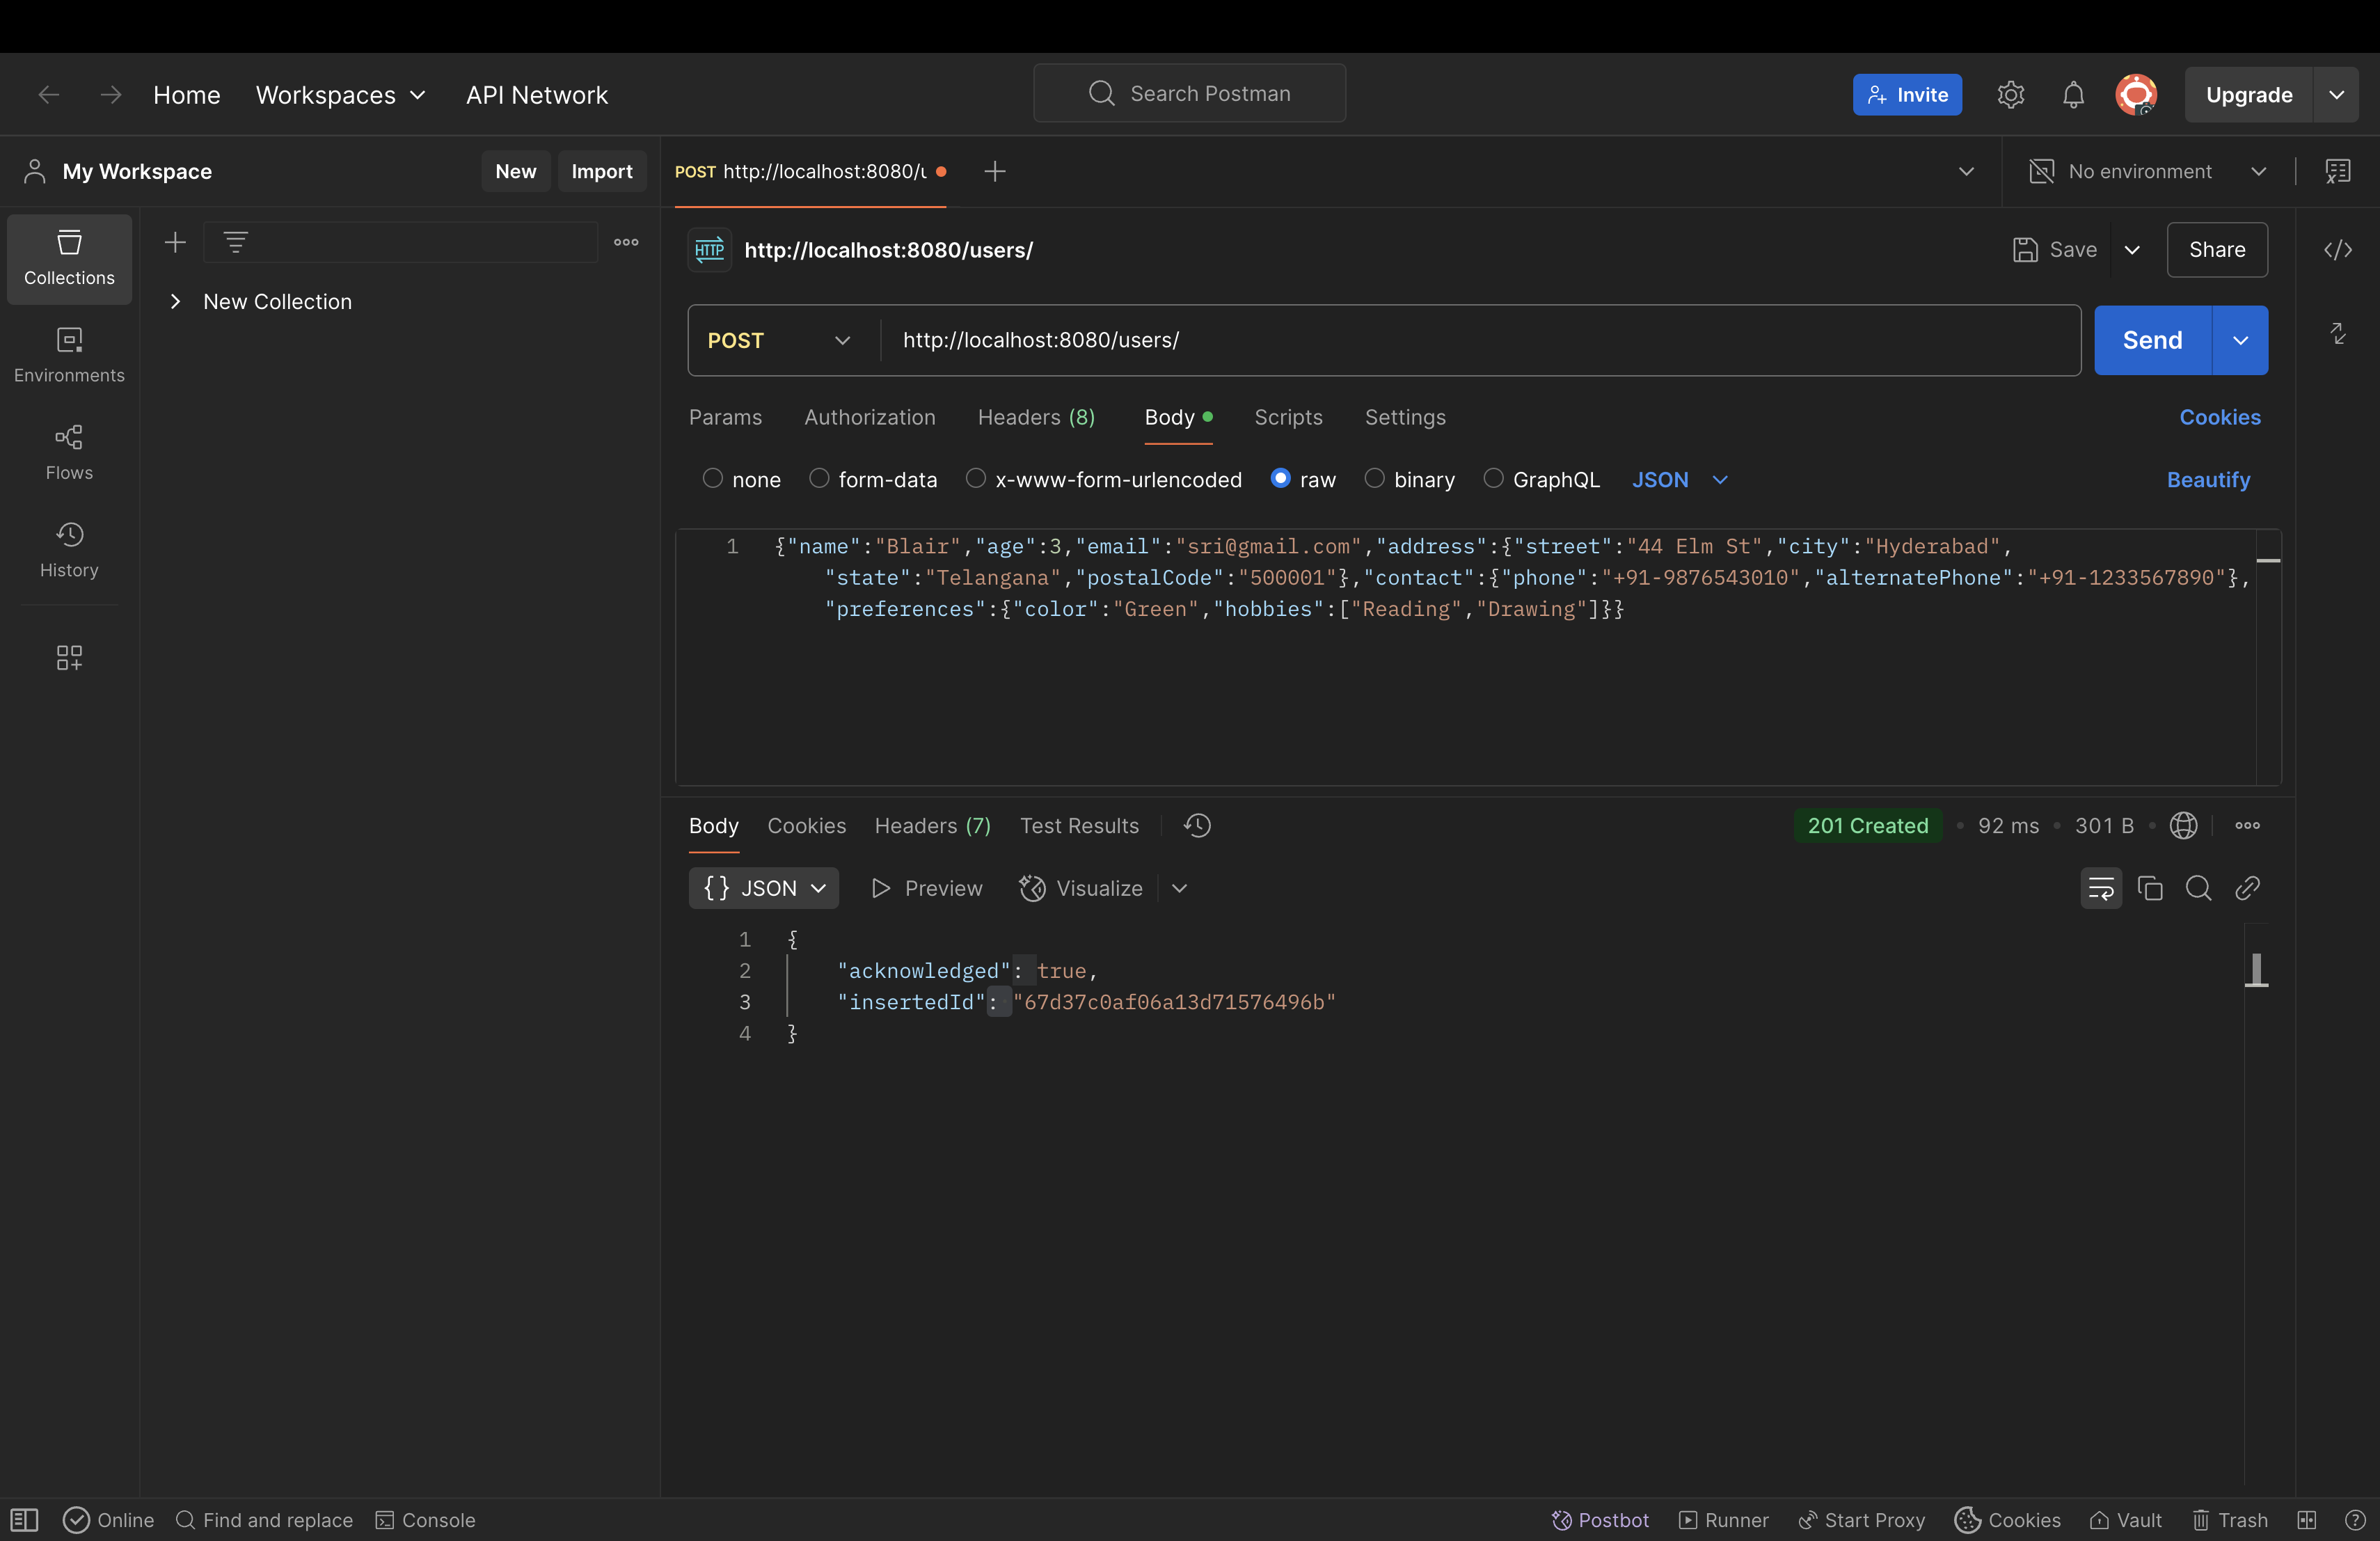 Home Workspaces API Network Search Postman Invite Upgrade
My Workspace New Import POST http://localhost:8080/u No environment
Collections
New Collection
Environments
Flows
History
HTTP http://localhost:8080/users/ Save Share
POST http://localhost:8080/users/ Send
Params Authorization Headers (8) Body Scripts Settings Cookies
none form-data x-www-form-urlencoded raw binary GraphQL JSON Beautify
1 {"name":"Blair","age":3,"email":"sri@gmail.com","address":{"street":"44 Elm St","city":"Hyderabad",
"state":"Telangana","postalCode":"500001"},"contact":{"phone":"+91-9876543010","alternatePhone":"+91-1233567890"},
"preferences":{"color":"Green","hobbies":["Reading","Drawing"]}}
Body Cookies Headers (7) Test Results 201 Created • 92 ms • 301 B •
{} JSON Preview Visualize
1 {
2 "acknowledged": true,
3 "insertedId": "67d37c0af06a13d71576496b"
4 }
Online Find and replace Console Postbot Runner Start Proxy Cookies Vault Trash